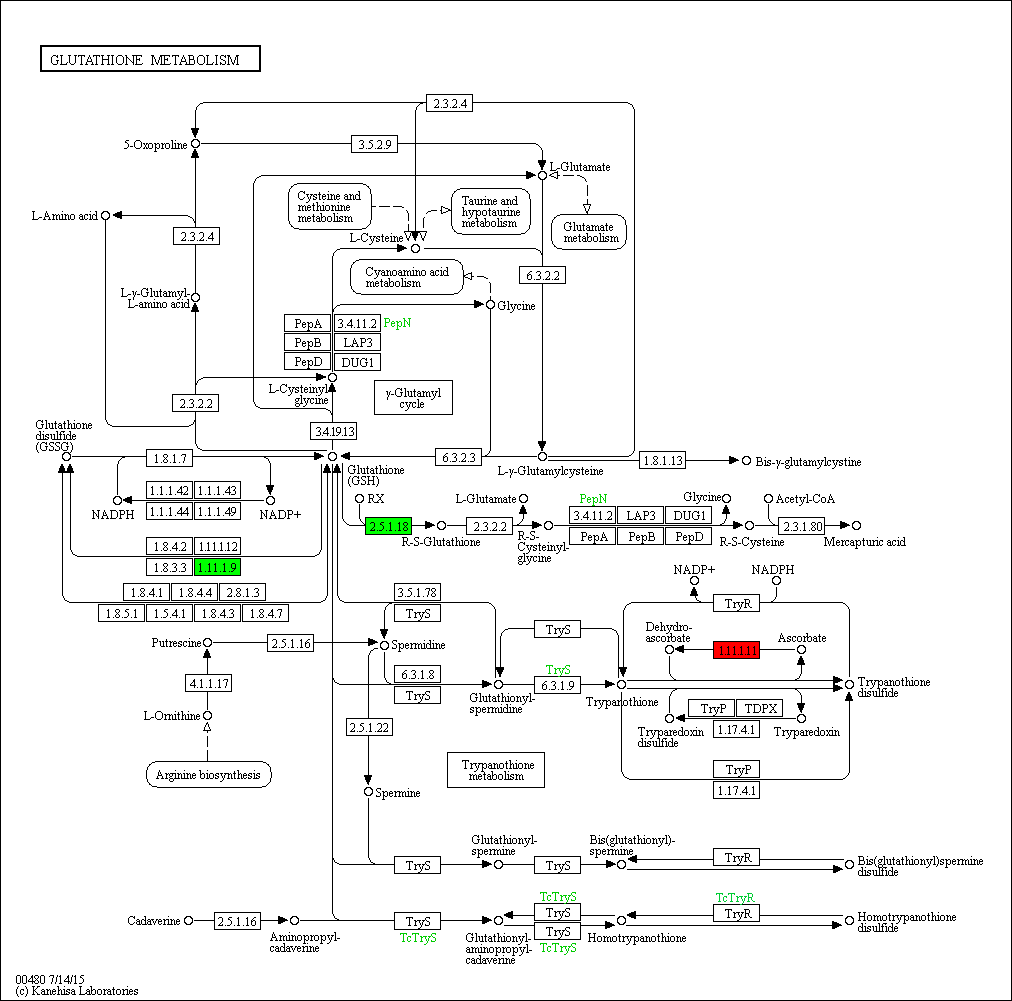 GLUTATHIONE METABOLISM
2.3.2.4
5-Oxoproline
3.5.2.9
L-Glutamate
Cysteine and
methionine
metabolism
Taurine and
hypotaurine
metabolism
L-Amino acid
Glutamate
metabolism
2.3.2.4
L-Cysteine
Cyanoamino acid
metabolism
6.3.2.2
L-γ-Glutamyl-
L-amino acid
Glycine
PepA
3.4.11.2
PepN
PepB
LAP3
PepD
DUG1
L-Cysteinyl
glycine
γ-Glutamyl
cycle
2.3.2.2
Glutathione
disulfide
(GSSG)
3.4.19.13
1.8.1.7
Glutathione
(GSH)
6.3.2.3
L-γ-Glutamylcysteine
1.8.1.13
Bis-γ-glutamylcystine
1.1.1.42
1.1.1.43
1.1.1.44
1.1.1.49
NADPH
NADP+
RX
L-Glutamate
PepN
Glycine
Acetyl-CoA
2.5.1.18
R-S-Glutathione
2.3.2.2
R-S-
Cysteinyl-
glycine
3.4.11.2
LAP3
DUG1
PepA
PepB
PepD
R-S-Cysteine
2.3.1.80
Mercapturic acid
1.8.4.2
1.11.1.12
1.8.3.3
1.11.1.9
1.8.4.1
1.8.4.4
2.8.1.3
1.8.5.1
1.5.4.1
1.8.4.3
1.8.4.7
3.5.1.78
TryS
NADP+
NADPH
TryR
Putrescine
2.5.1.16
Spermidine
TryS
Dehydro-
ascorbate
1.11.1.11
Ascorbate
4.1.1.17
6.3.1.8
TryS
Glutathionyl-
spermidine
TryS
6.3.1.9
Trypanothione
Trypanothione
disulfide
L-Ornithine
2.5.1.22
TryP
TDPX
1.17.4.1
Tryparedoxin
disulfide
Tryparedoxin
Arginine biosynthesis
Trypanothione
metabolism
TryP
1.17.4.1
Spermine
Glutathionyl-
spermine
Bis(glutathionyl)-
spermine
TryR
TryS
TryS
Bis(glutathionyl)spermine
disulfide
Cadaverine
2.5.1.16
Aminopropyl-
cadaverine
TryS
TcTryS
Glutathionyl-
aminopropyl-
cadaverine
TcTryS
TryS
TryS
TcTryS
Homotrypanothione
TcTryR
TryR
Homotrypanothione
disulfide
00480 7/14/15
(c) Kanehisa Laboratories